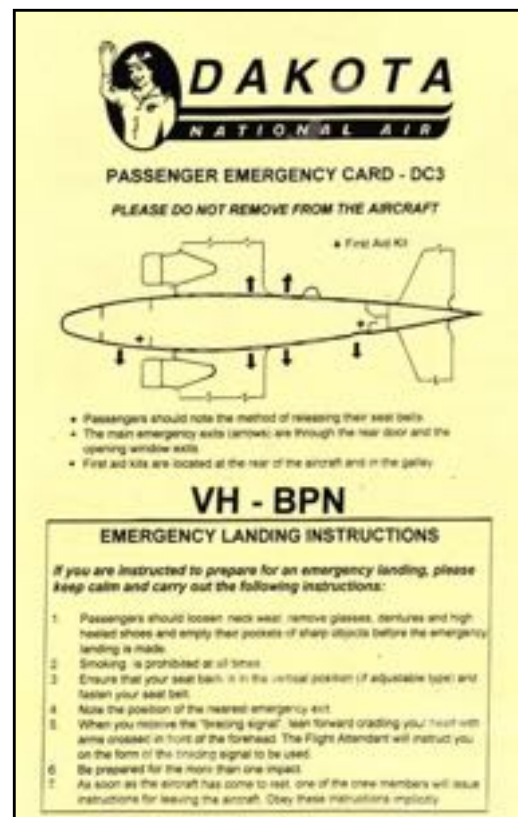 DAKOTA
NATIONAL AIR
PASSENGER EMERGENCY CARD - DC3
PLEASE DO NOT REMOVE FROM THE AIRCRAFT
First Aid Kit
Passengers should note the method of releasing their seat belts
The main emergency exits (arrows) are through the rear door and the
opening window exits
First aid kits are located at the rear of the aircraft and in the galley
VH - BPN
EMERGENCY LANDING INSTRUCTIONS
If you are instructed to prepare for an emergency landing, please
keep calm and carry out the following instructions:
1 Passengers should loosen neck wear, remove glasses, dentures and high
heeled shoes and empty their pockets of sharp objects before the emergency
landing is made.
2 Smoking is prohibited at all times
3 Ensure that your seat back is in the vertical position (if adjustable type) and
fasten your seat belt.
4 Note the position of the nearest emergency exit
5 When you receive the "bracing signal", lean forward cradling your head with
arms crossed in front of the forehead. The Flight Attendant will instruct you
on the form of the bracing signal to be used.
6 Be prepared for the more than one impact.
7 As soon as the aircraft has come to rest, one of the crew members will issue
instructions for leaving the aircraft. Obey these instructions implicitly